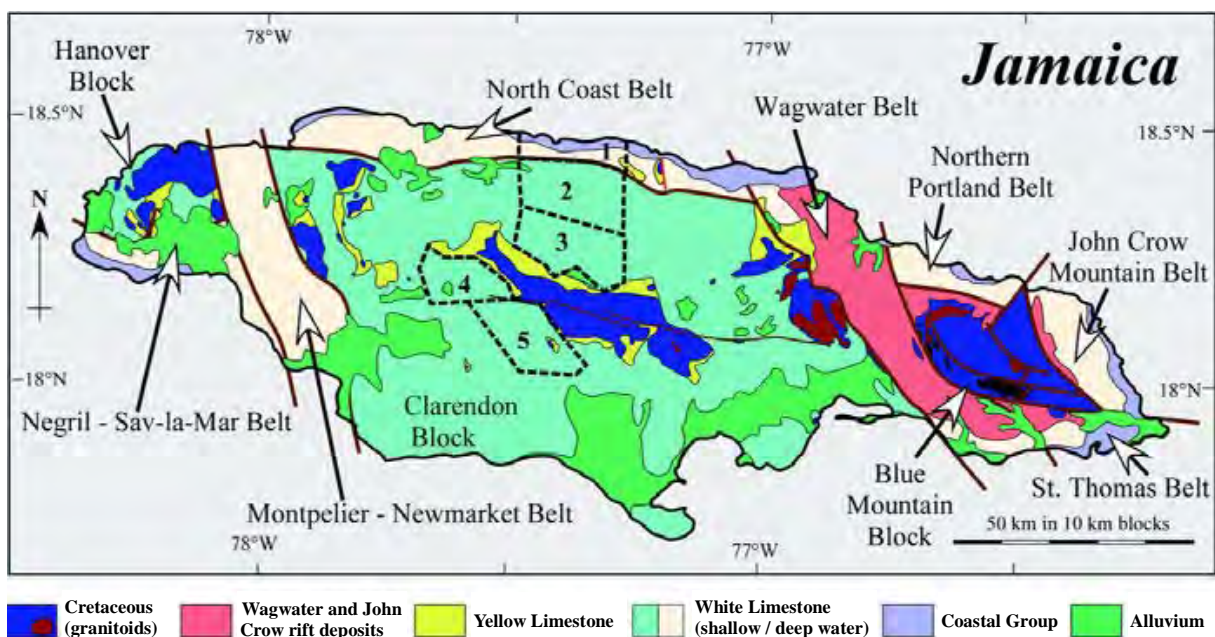 Jamaica
78°W
77°W
Hanover
Block
North Coast Belt
Wagwater Belt
18.5°N
18.5°N
Northern
Portland Belt
John Crow
Mountain Belt
N
1
2
3
4
5
18°N
18°N
Negril - Sav-la-Mar Belt
Clarendon
Block
Montpelier - Newmarket Belt
Blue
Mountain
Block
St. Thomas Belt
50 km in 10 km blocks
78°W
77°W
Cretaceous
(granitoids)
Wagwater and John
Crow rift deposits
Yellow Limestone
White Limestone
(shallow / deep water)
Coastal Group
Alluvium